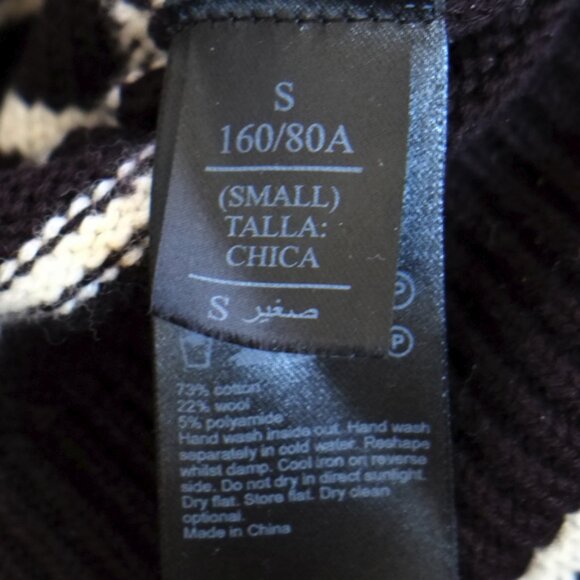 S
160/80A
(SMALL)
TALLA:
CHICA
صغير S
P
P
73% cotton
22% wool
5% polyamide
Hand wash inside out. Hand wash
separately in cold water. Reshape
whilst damp. Cool iron on reverse
side. Do not dry in direct sunlight.
Dry flat. Store flat. Dry clean
optional.
Made in China